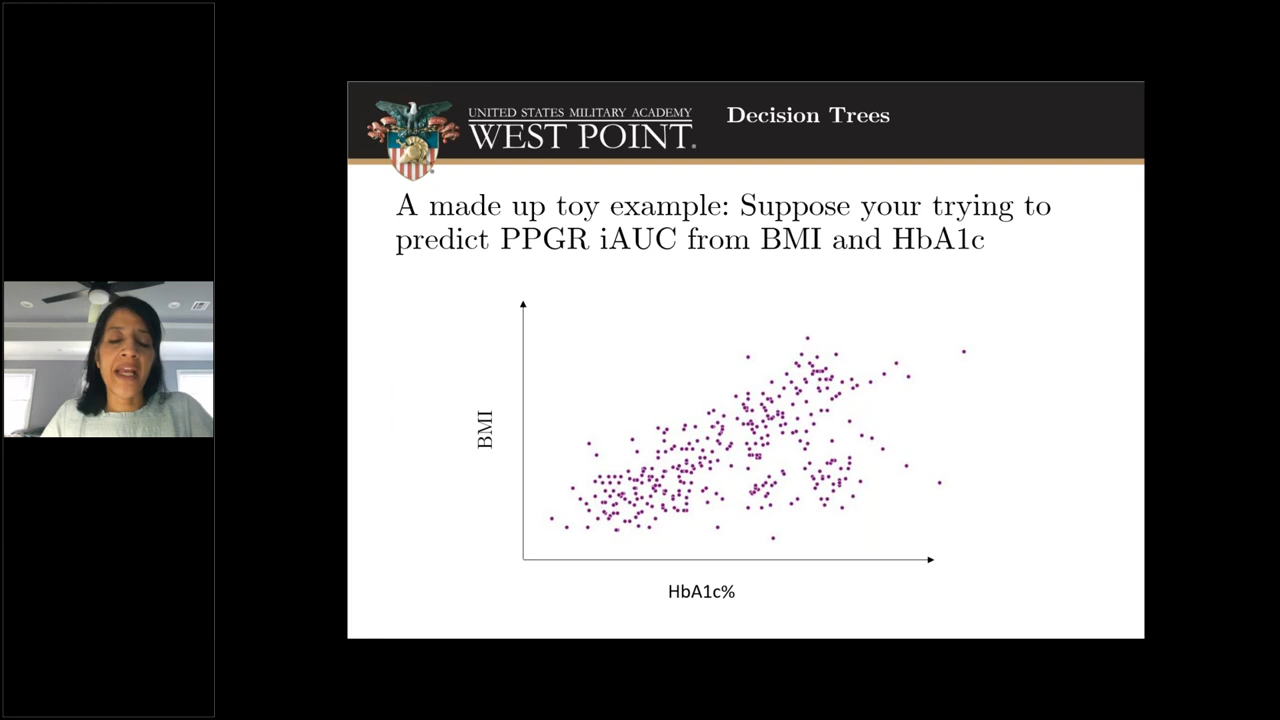 UNITED STATES MILITARY ACADEMY
WEST POINT®
Decision Trees
A made up toy example: Suppose your trying to
predict PPGR iAUC from BMI and HbA1c
BMI
HbA1c%